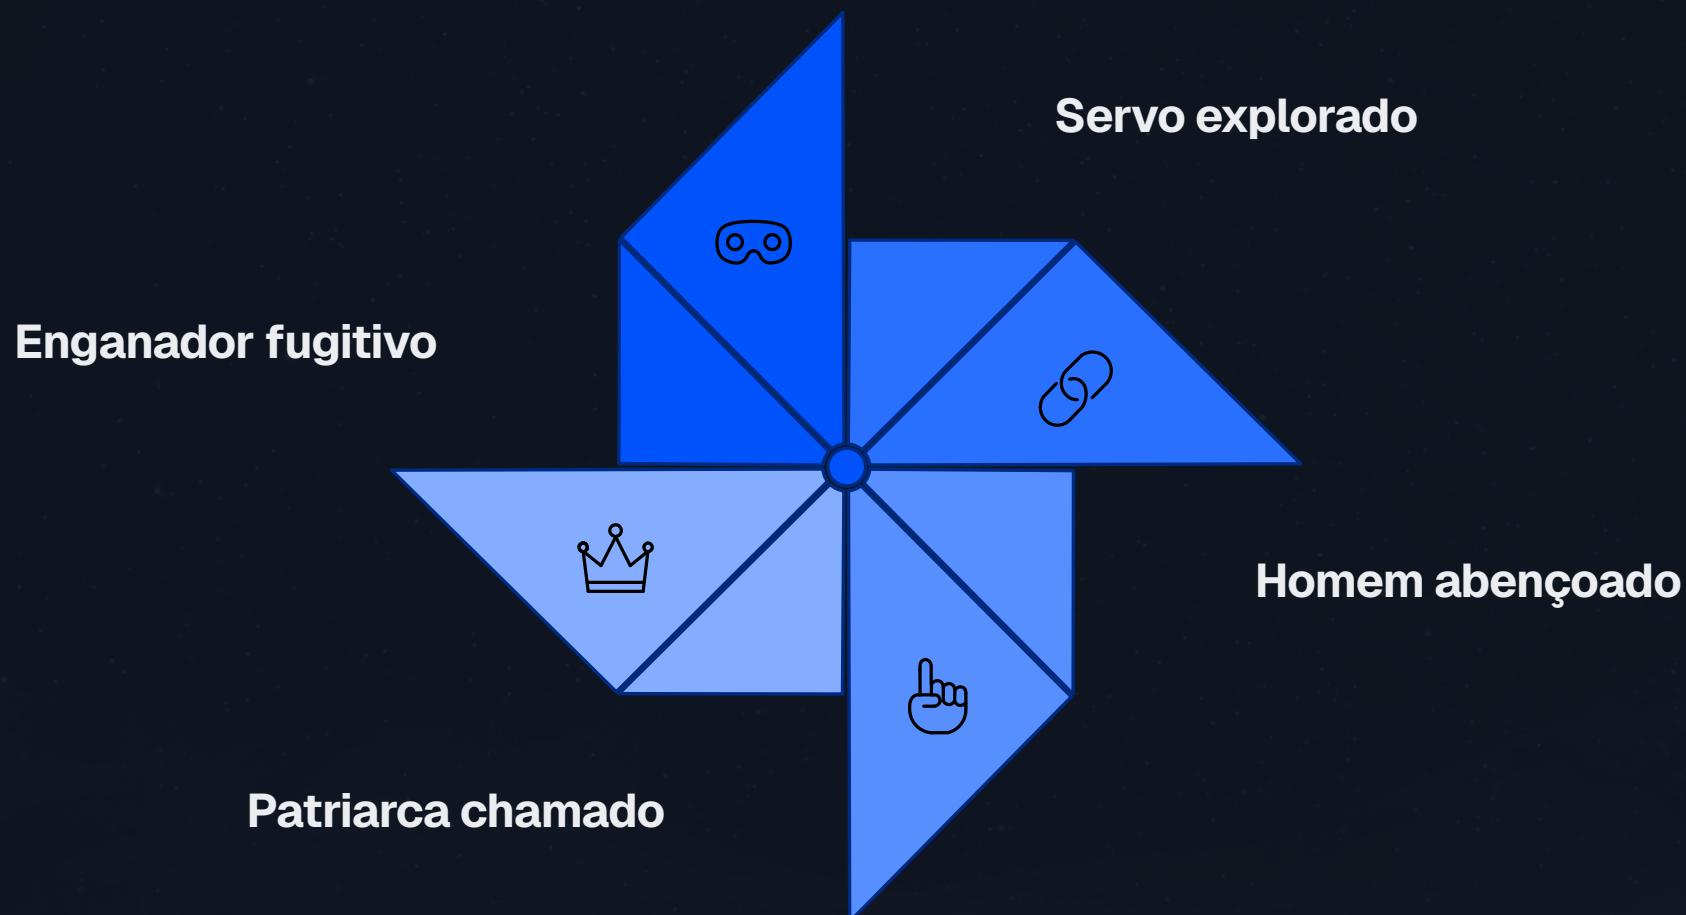 Servo explorado
Enganador fugitivo
Homem abençoado
Patriarca chamado